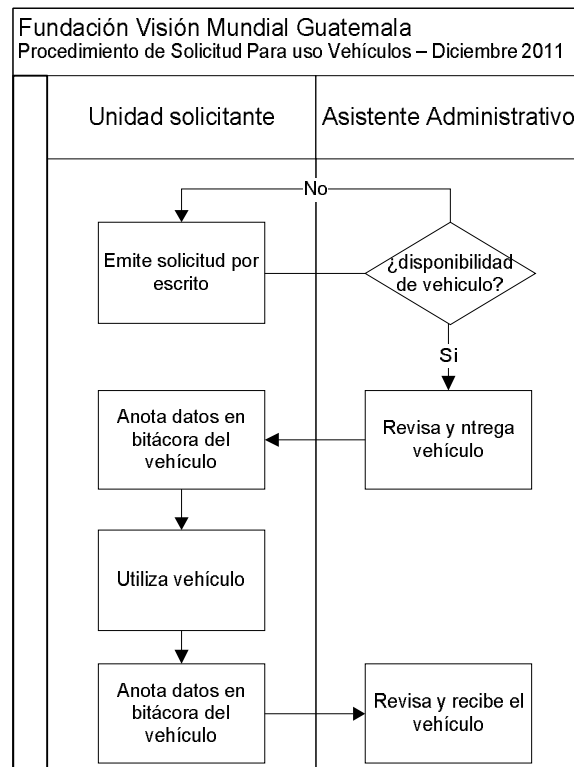 Fundación Visión Mundial Guatemala
Procedimiento de Solicitud Para uso Vehículos – Diciembre 2011
Unidad solicitante
Asistente Administrativo
No
Emite solicitud por
escrito
¿disponibilidad
de vehiculo?
Si
Anota datos en
bitácora del
vehículo
Revisa y ntrega
vehículo
Utiliza vehículo
Anota datos en
bitácora del
vehículo
Revisa y recibe el
vehículo